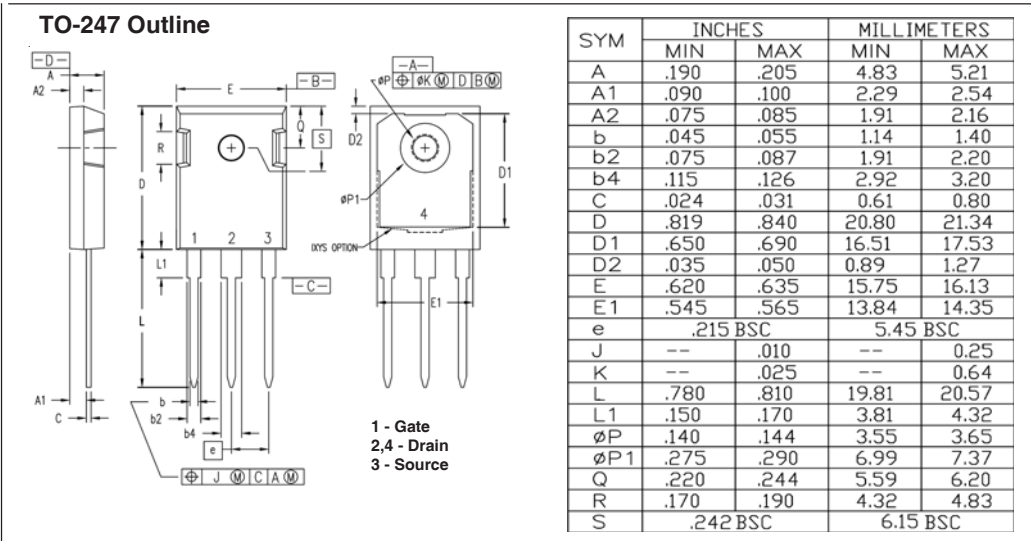 TO-247 Outline
-D-
A
A2
E
-B-
R
Q
S
D
1 2 3
L1
-C-
L
A1
C
b
b2
b4
e
⌖ J Ⓜ C A Ⓜ
-A-
øP
⌖ øK Ⓜ D B Ⓜ
D2
D1
øP1
4
IXYS OPTION
E1
1 - Gate
2,4 - Drain
3 - Source
SYM INCHES MILLIMETERS
MIN MAX MIN MAX
A .190 .205 4.83 5.21
A1 .090 .100 2.29 2.54
A2 .075 .085 1.91 2.16
b .045 .055 1.14 1.40
b2 .075 .087 1.91 2.20
b4 .115 .126 2.92 3.20
C .024 .031 0.61 0.80
D .819 .840 20.80 21.34
D1 .650 .690 16.51 17.53
D2 .035 .050 0.89 1.27
E .620 .635 15.75 16.13
E1 .545 .565 13.84 14.35
e .215 BSC 5.45 BSC
J -- .010 -- 0.25
K -- .025 -- 0.64
L .780 .810 19.81 20.57
L1 .150 .170 3.81 4.32
øP .140 .144 3.55 3.65
øP1 .275 .290 6.99 7.37
Q .220 .244 5.59 6.20
R .170 .190 4.32 4.83
S .242 BSC 6.15 BSC